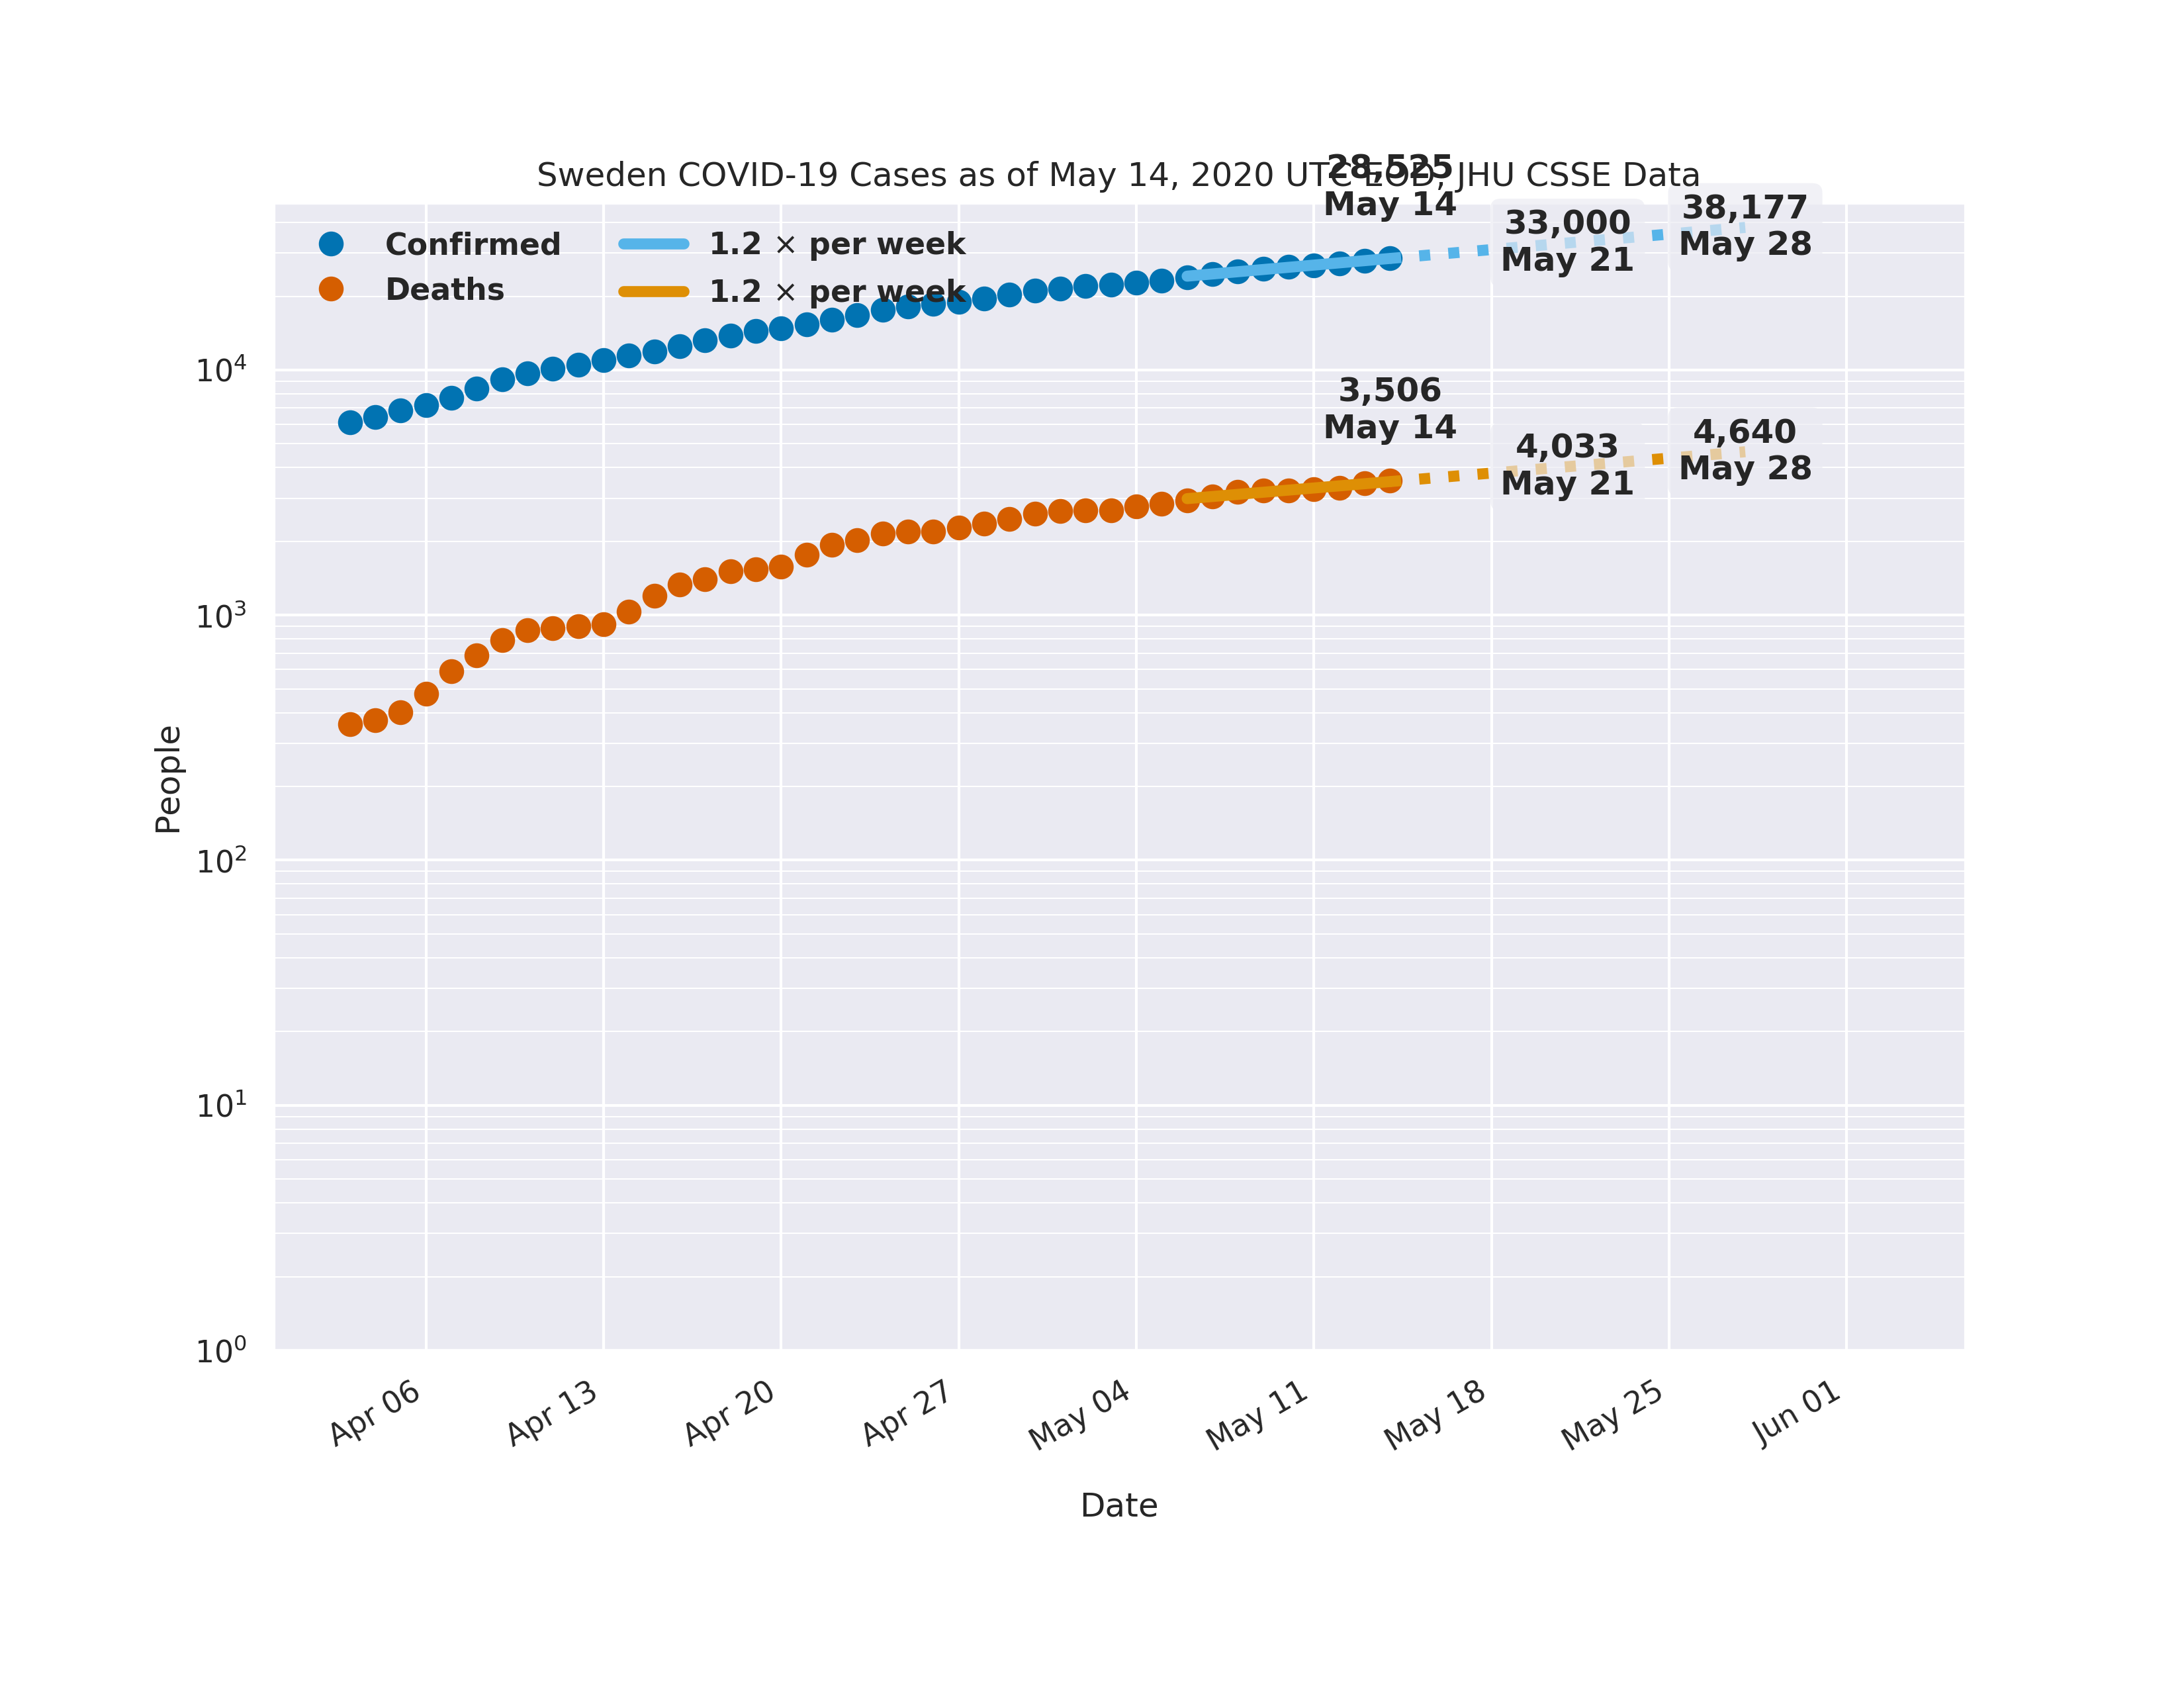 Sweden COVID-19 Cases as of May 14, 2020 UTC EOD, JHU CSSE Data
28,525
May 14
33,000
May 21
38,177
May 28
Confirmed
Deaths
1.2 × per week
1.2 × per week
3,506
May 14
4,033
May 21
4,640
May 28
People
10⁴
10³
10²
10¹
10⁰
Apr 06
Apr 13
Apr 20
Apr 27
May 04
May 11
May 18
May 25
Jun 01
Date